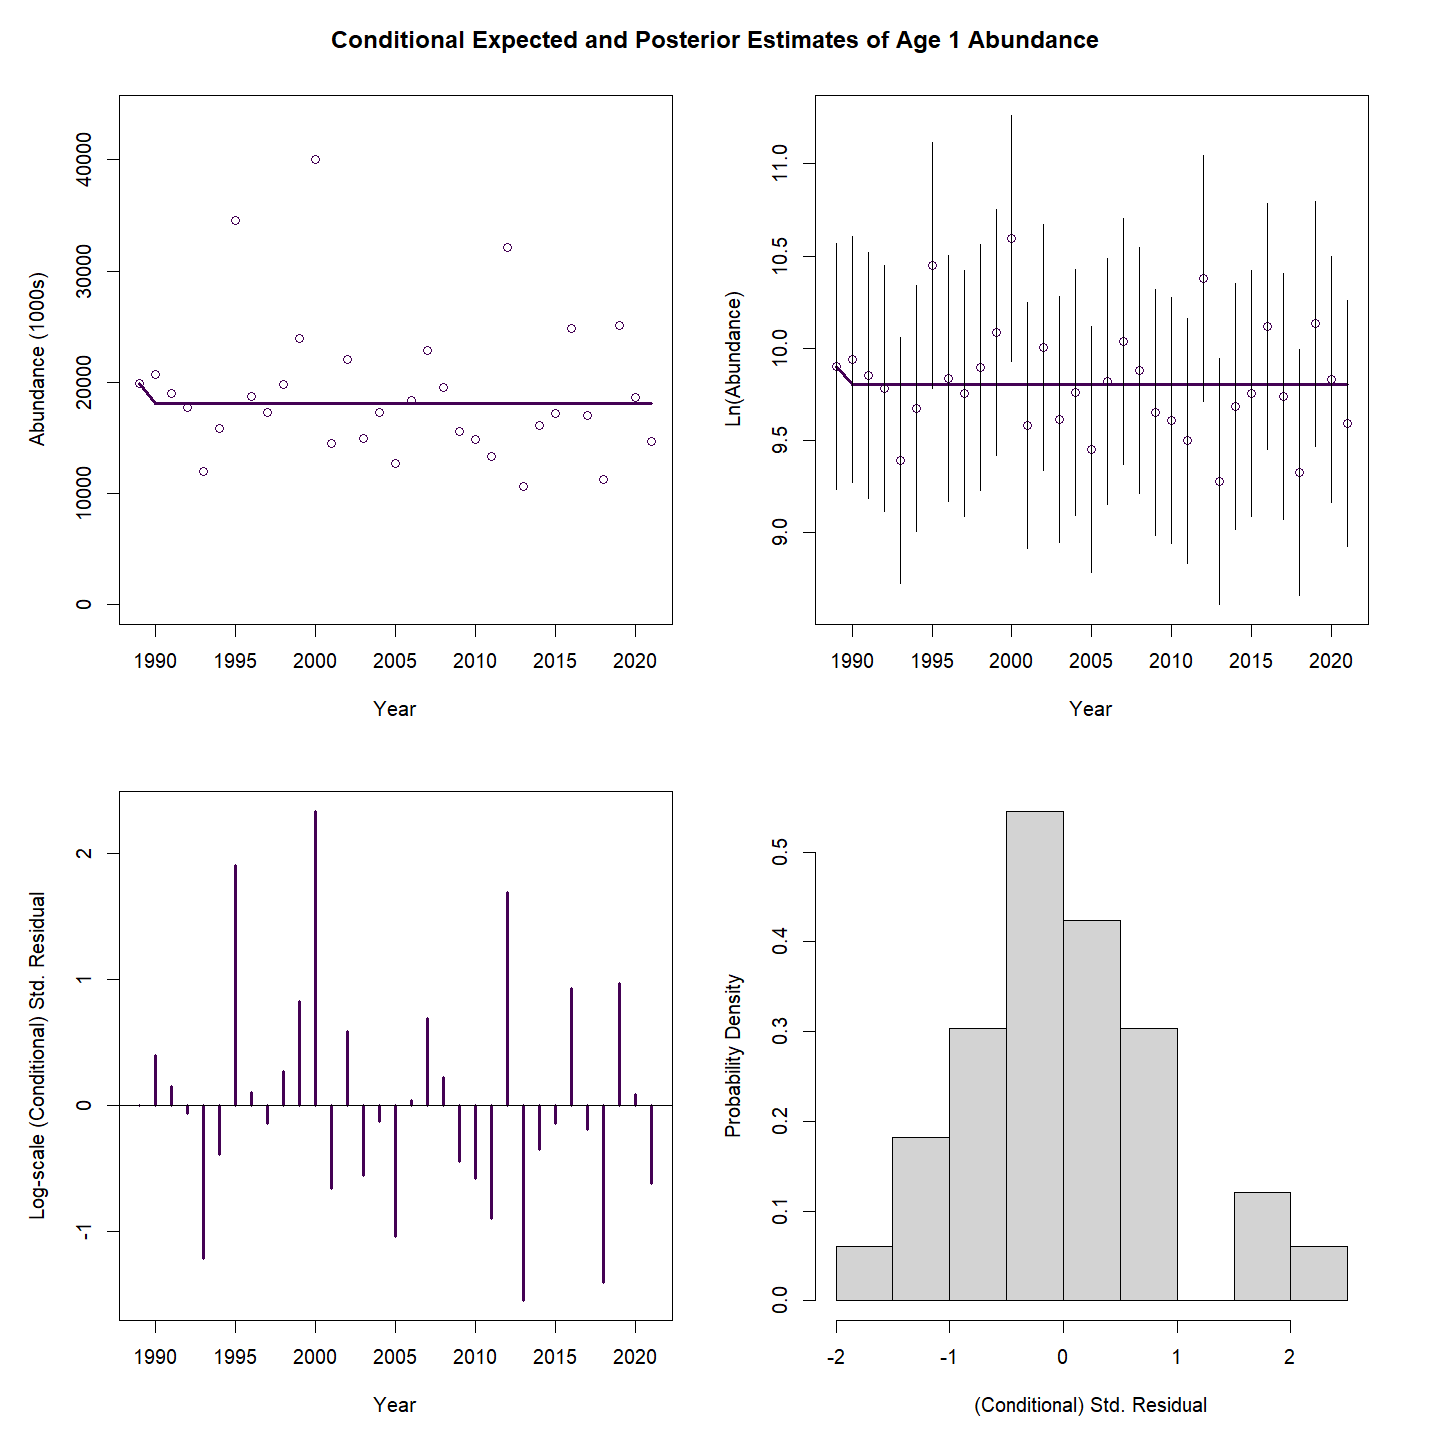 Conditional Expected and Posterior Estimates of Age 1 Abundance
Abundance (1000s)
40000
30000
20000
10000
0
1990 1995 2000 2005 2010 2015 2020
Year
Ln(Abundance)
11.0
10.5
10.0
9.5
9.0
1990 1995 2000 2005 2010 2015 2020
Year
Log-scale (Conditional) Std. Residual
2
1
0
-1
1990 1995 2000 2005 2010 2015 2020
Year
Probability Density
0.5
0.4
0.3
0.2
0.1
0.0
-2 -1 0 1 2
(Conditional) Std. Residual